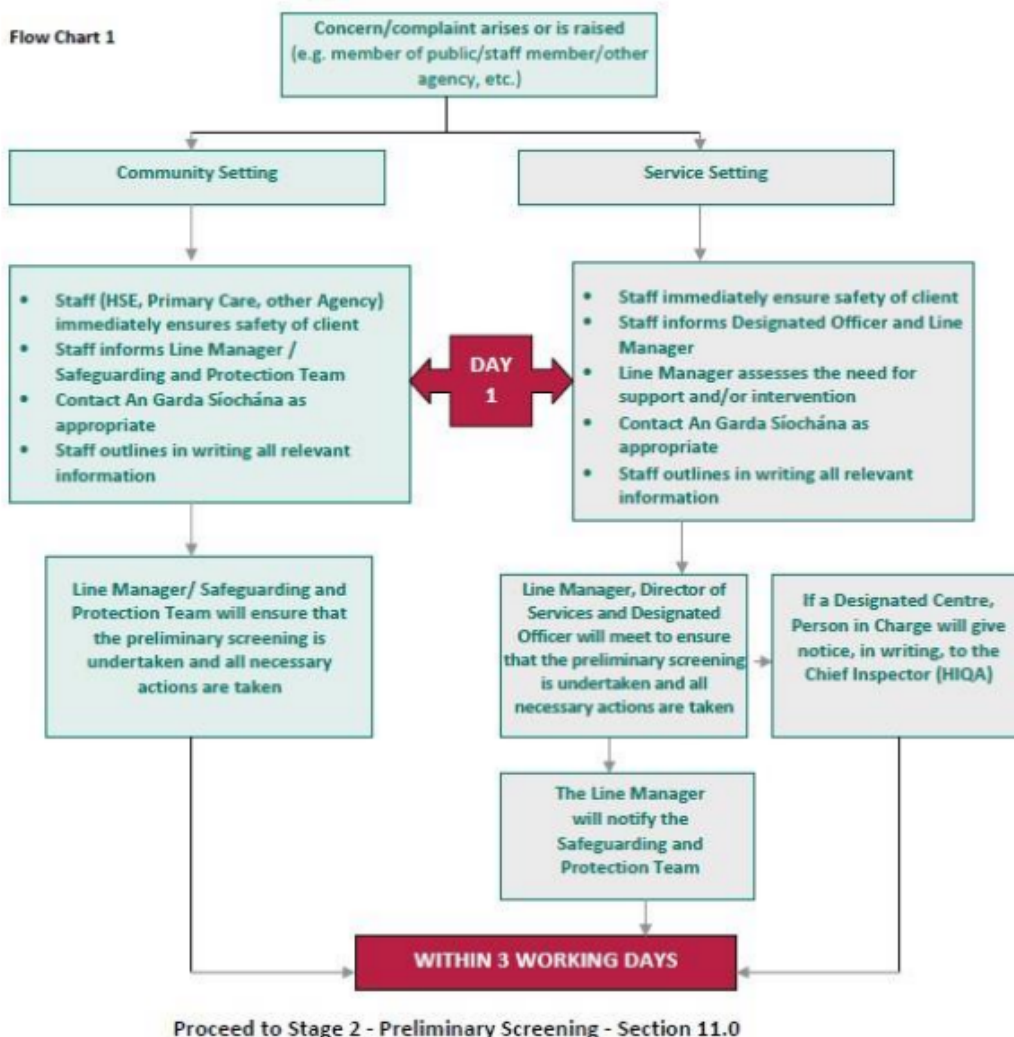 Flow Chart 1
Concern/complaint arises or is raised
(e.g. member of public/staff member/other
agency, etc.)
Community Setting
Service Setting
• Staff (HSE, Primary Care, other Agency)
immediately ensures safety of client
• Staff informs Line Manager /
Safeguarding and Protection Team
• Contact An Garda Síochána as
appropriate
• Staff outlines in writing all relevant
information
DAY
1
• Staff immediately ensure safety of client
• Staff informs Designated Officer and Line
Manager
• Line Manager assesses the need for
support and/or intervention
• Contact An Garda Síochána as
appropriate
• Staff outlines in writing all relevant
information
Line Manager/ Safeguarding and
Protection Team will ensure that
the preliminary screening is
undertaken and all necessary
actions are taken
Line Manager, Director of
Services and Designated
Officer will meet to ensure
that the preliminary screening
is undertaken and all
necessary actions are taken
If a Designated Centre,
Person in Charge will give
notice, in writing, to the
Chief Inspector (HIQA)
The Line Manager
will notify the
Safeguarding and
Protection Team
WITHIN 3 WORKING DAYS
Proceed to Stage 2 - Preliminary Screening - Section 11.0